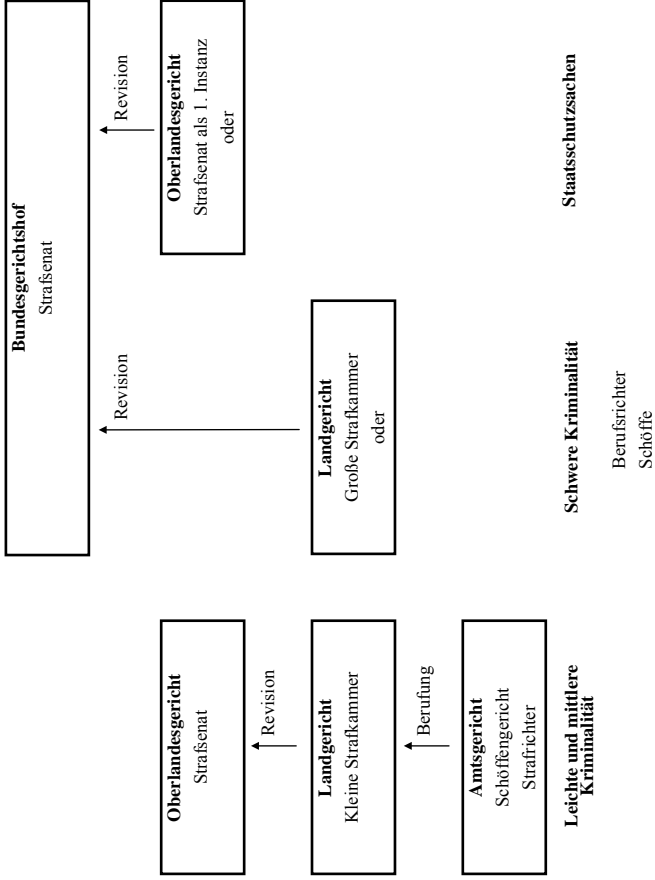 Bundesgerichtshof
Strafsenat
Revision
Revision
Oberlandesgericht
Strafsenat
Oberlandesgericht
Strafsenat als 1. Instanz
oder
Revision
Landgericht
Kleine Strafkammer
Landgericht
Große Strafkammer
oder
Berufung
Amtsgericht
Schöffengericht
Strafrichter
Leichte und mittlere
Kriminalität
Schwere Kriminalität
Staatsschutzsachen
Berufsrichter
Schöffe